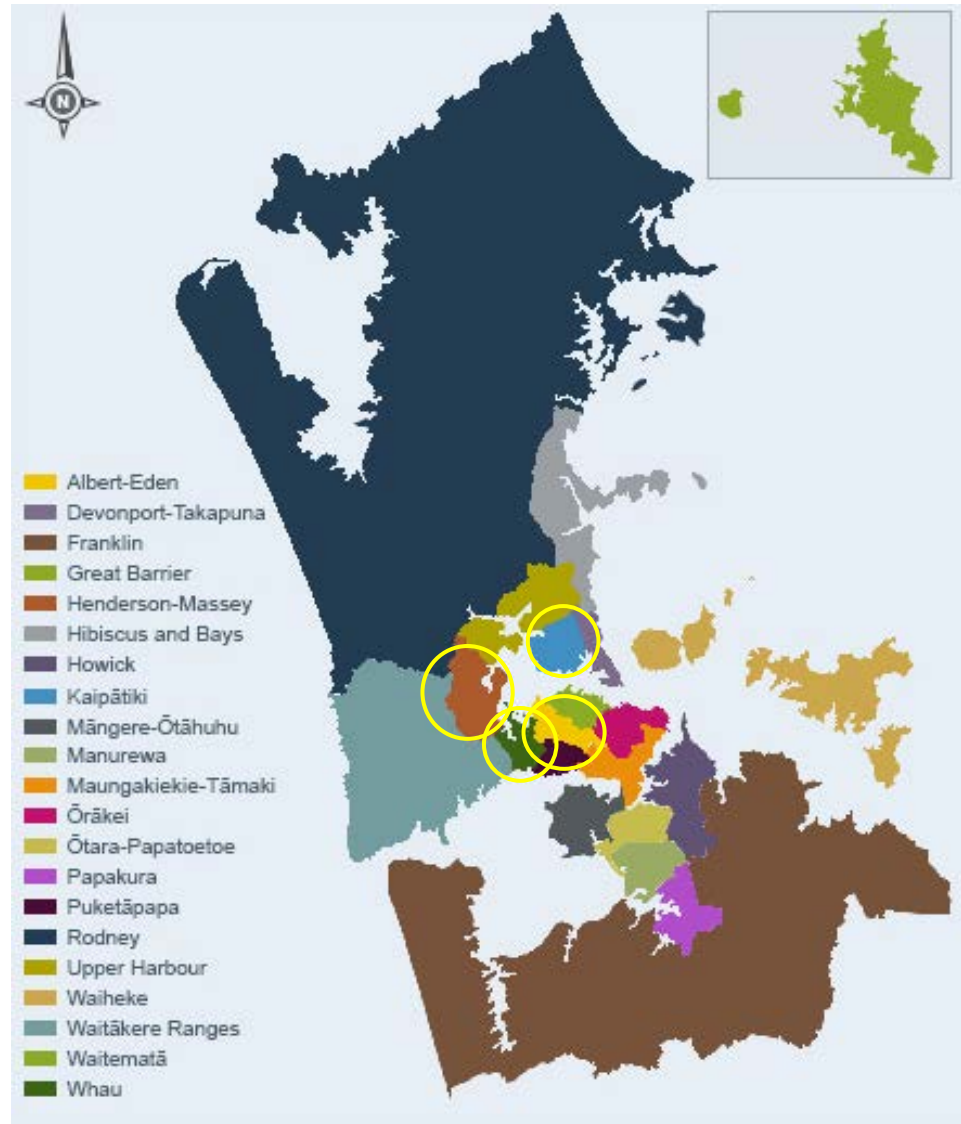 N
Albert-Eden
Devonport-Takapuna
Franklin
Great Barrier
Henderson-Massey
Hibiscus and Bays
Howick
Kaipātiki
Māngere-Ōtāhuhu
Manurewa
Maungakiekie-Tāmaki
Ōrākei
Ōtara-Papatoetoe
Papakura
Puketāpapa
Rodney
Upper Harbour
Waiheke
Waitākere Ranges
Waitematā
Whau